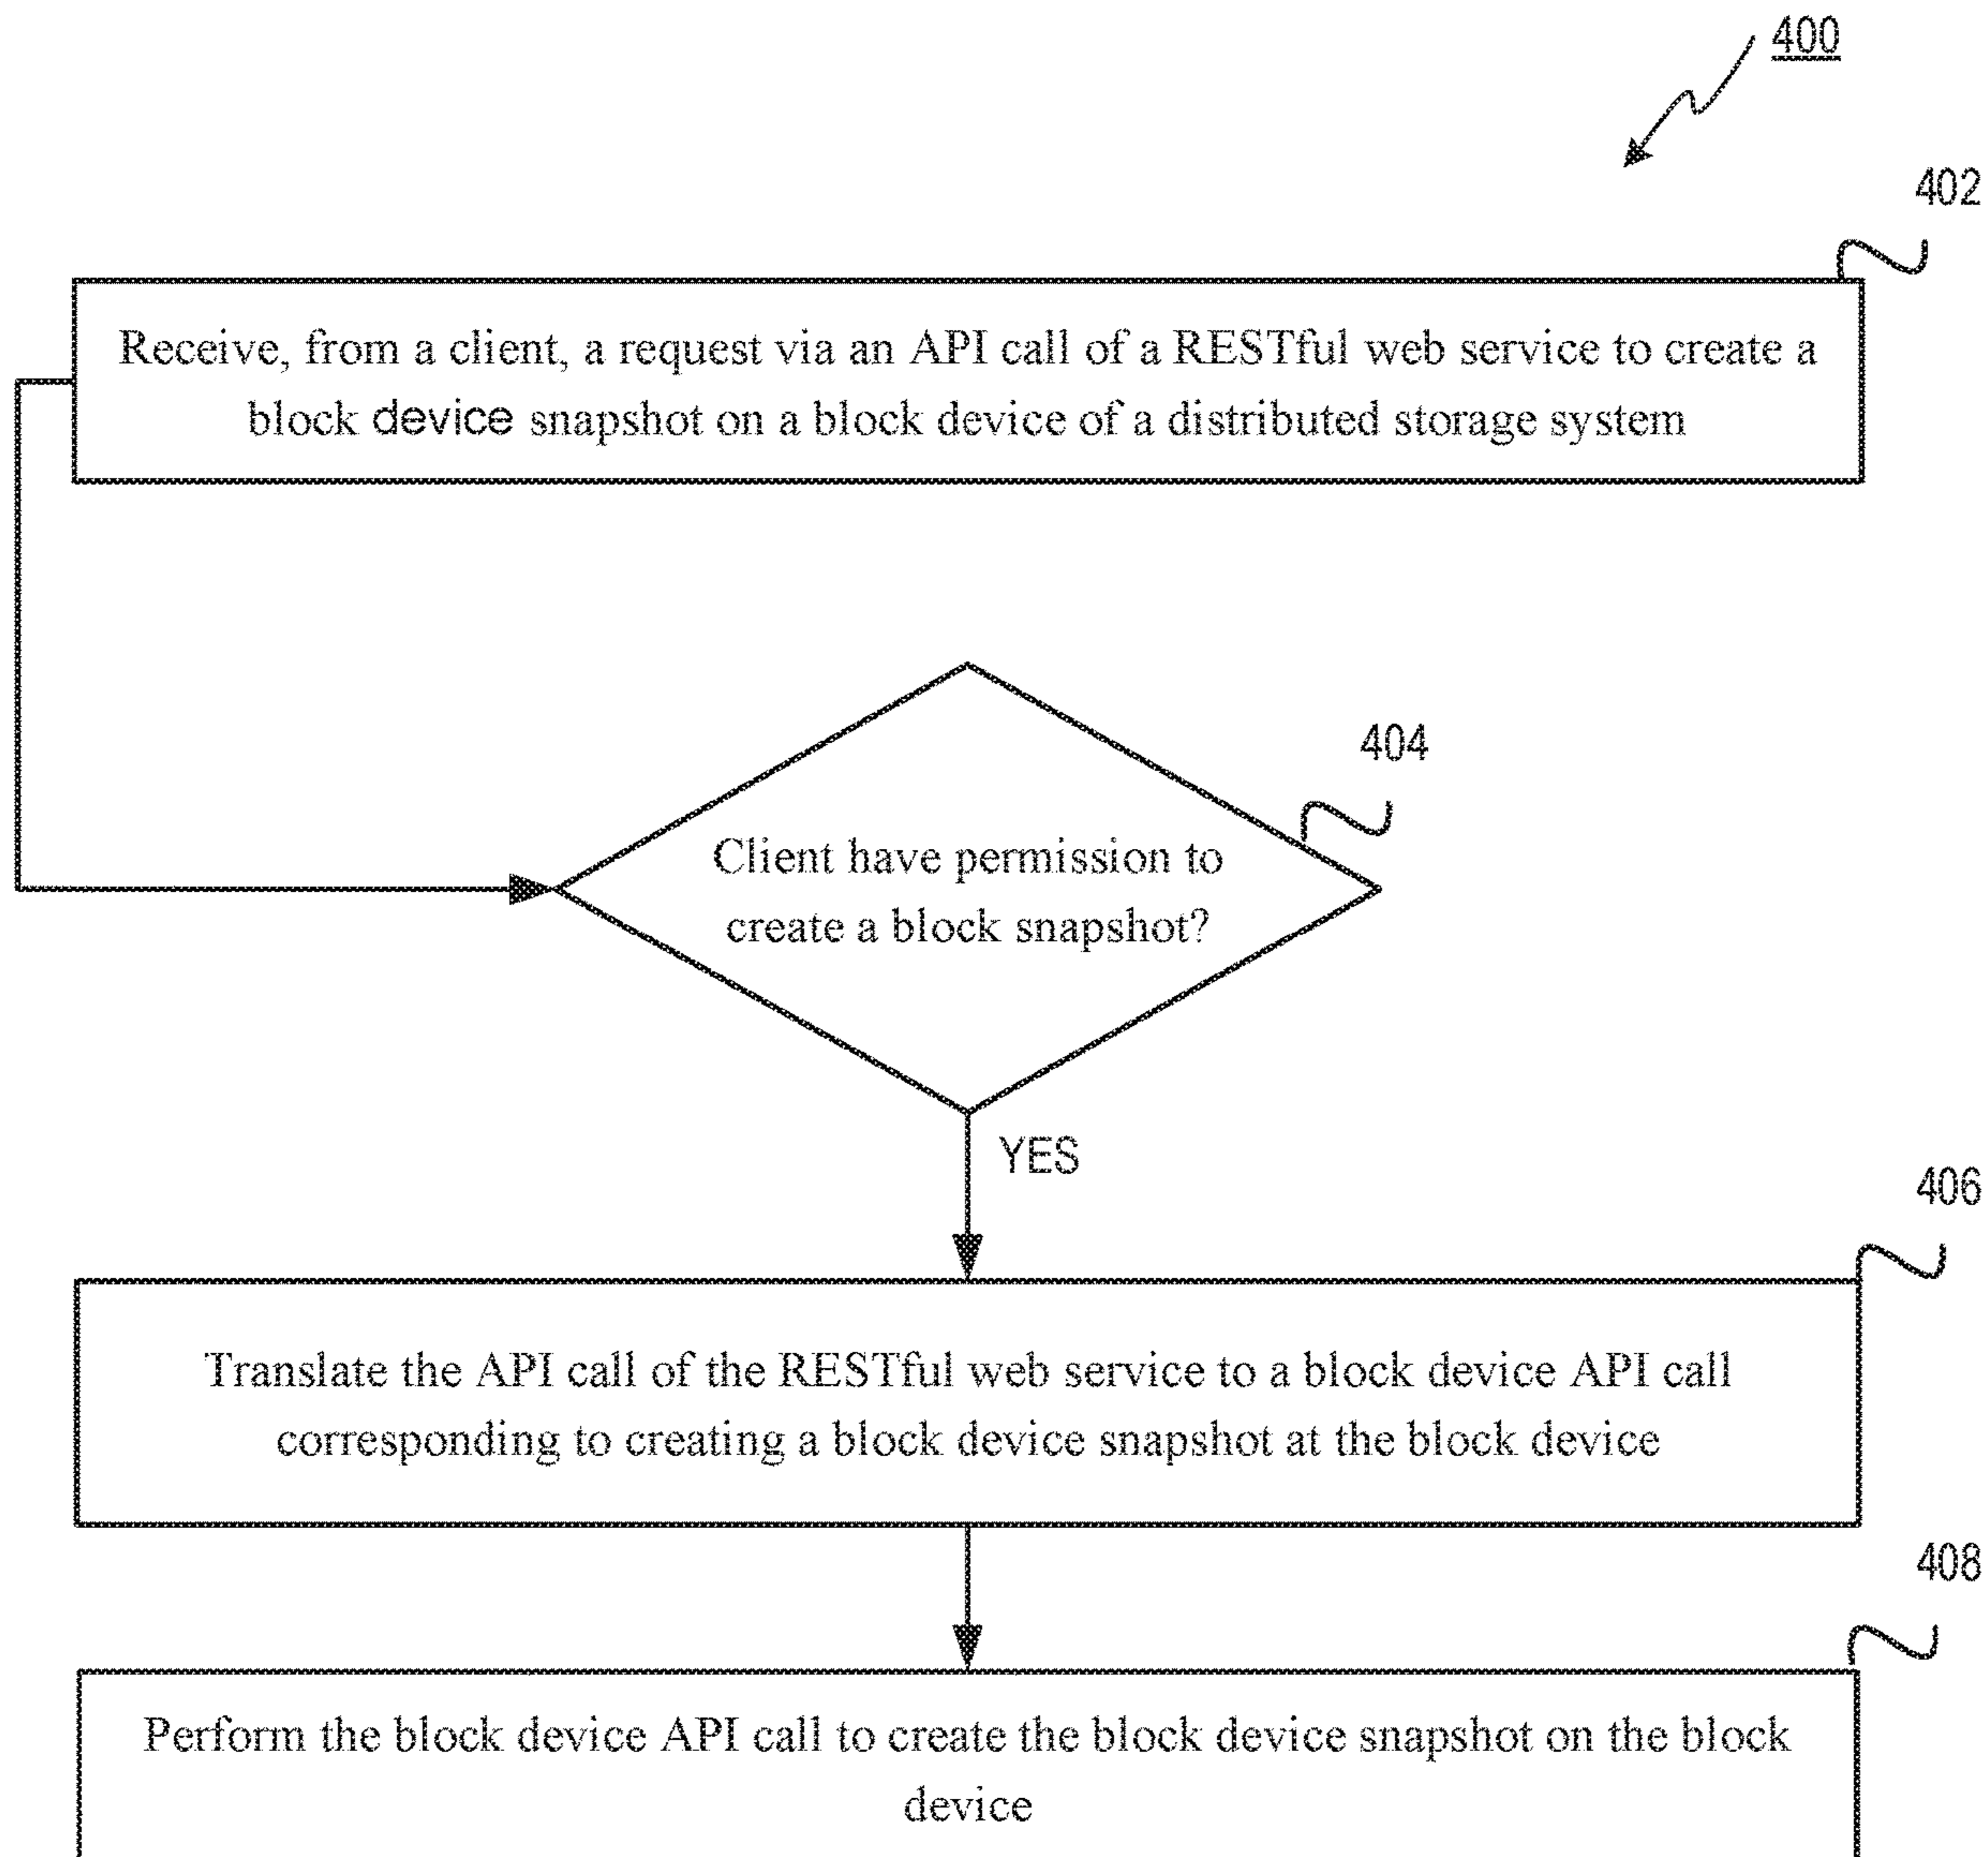 400
402
Receive, from a client, a request via an API call of a RESTful web service to create a
block device snapshot on a block device of a distributed storage system
404
Client have permission to
create a block snapshot?
YES
406
Translate the API call of the RESTful web service to a block device API call
corresponding to creating a block device snapshot at the block device
408
Perform the block device API call to create the block device snapshot on the block
device